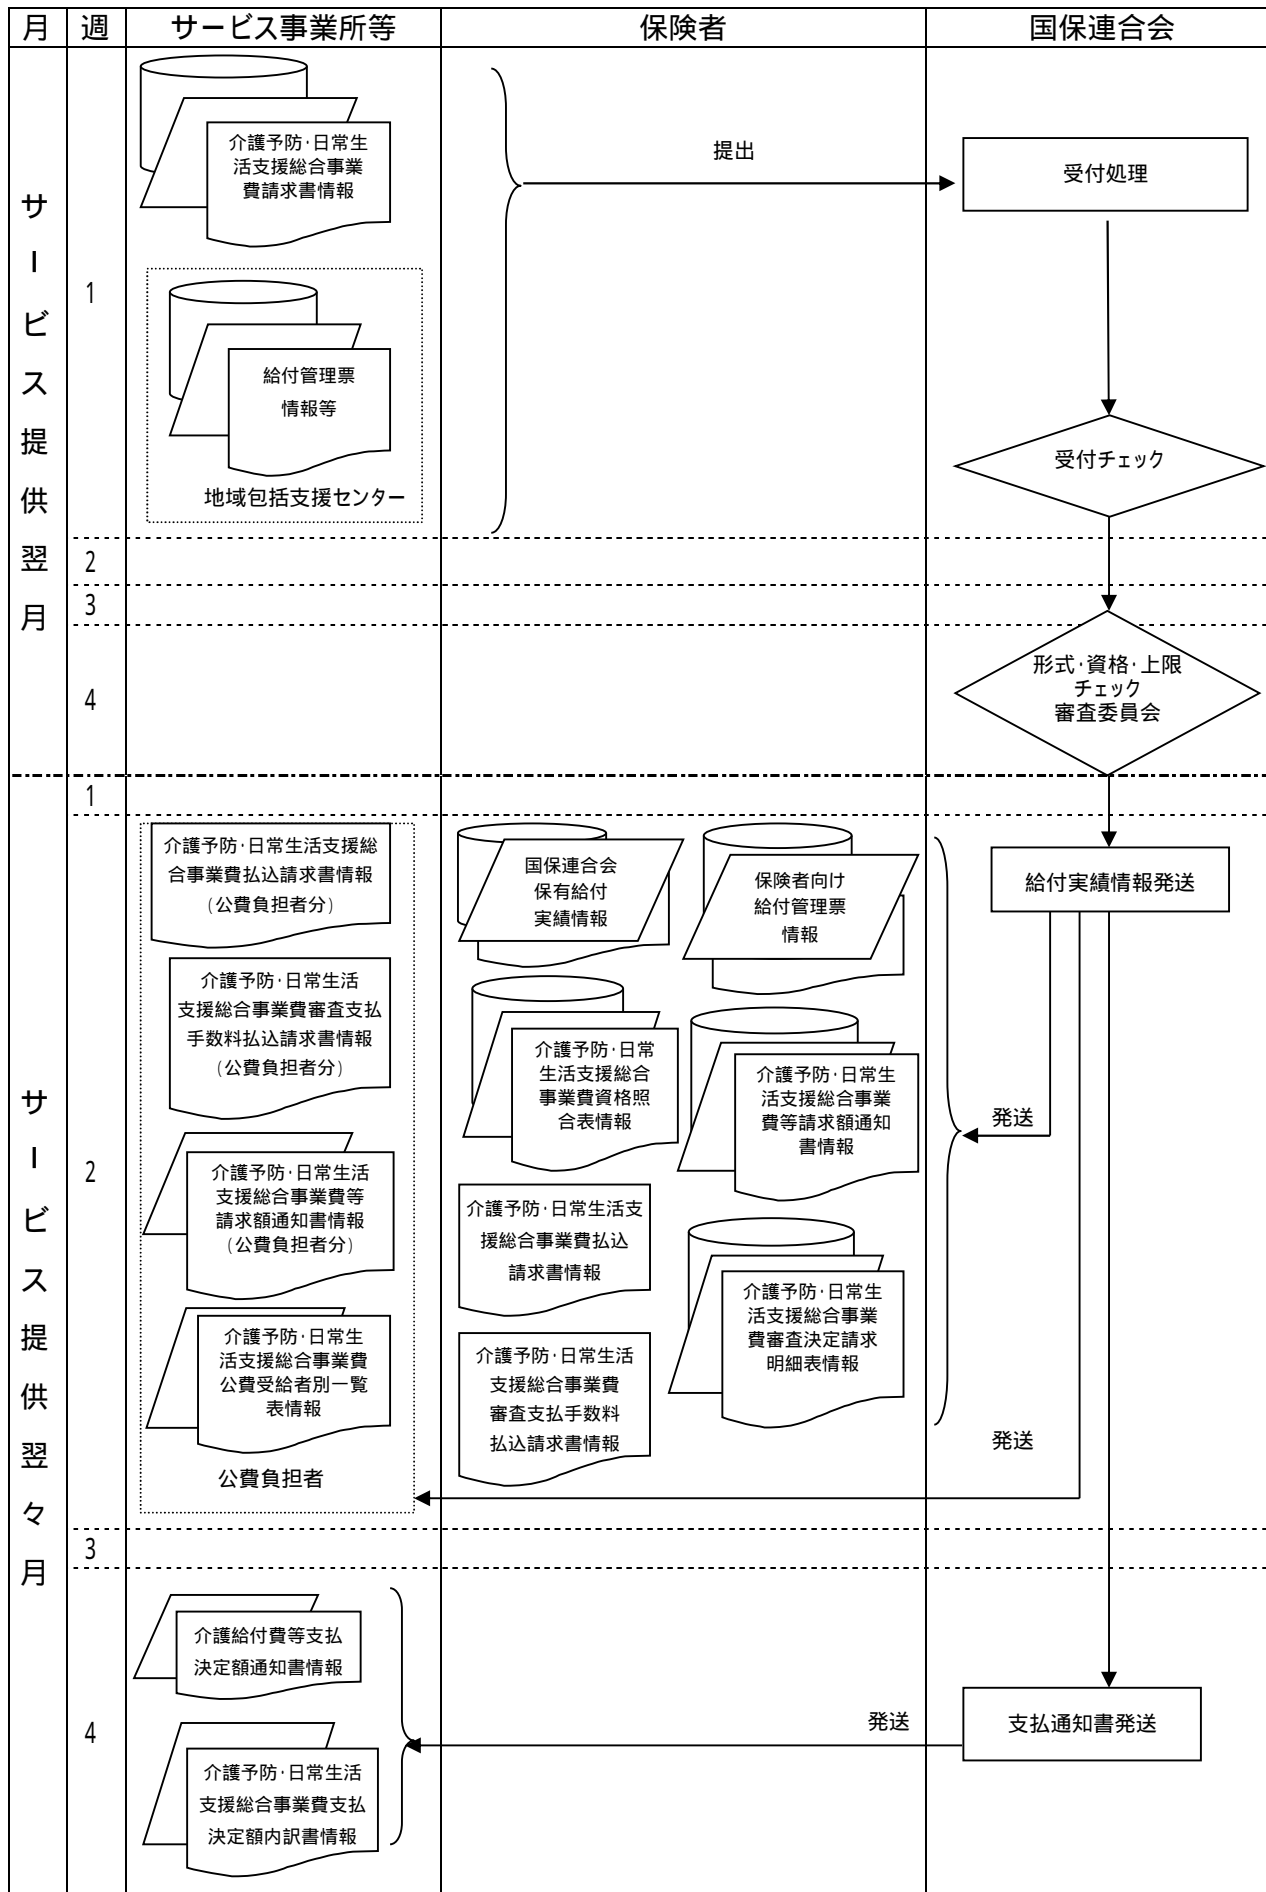 月
週
サービス事業所等
保険者
国保連合会
サービス提供翌月
1
介護予防･日常生
活支援総合事業
費請求書情報
提出
受付処理
給付管理票
情報等
地域包括支援センター
受付チェック
2
3
4
形式･資格･上限
チェック
審査委員会
サービス提供翌々月
1
2
介護予防･日常生活支援総
合事業費払込請求書情報
(公費負担者分)
介護予防･日常生活
支援総合事業費審査支払
手数料払込請求書情報
(公費負担者分)
介護予防･日常生活
支援総合事業費等
請求額通知書情報
(公費負担者分)
介護予防･日常生
活支援総合事業費
公費受給者別一覧
表情報
公費負担者
国保連合会
保有給付
実績情報
保険者向け
給付管理票
情報
介護予防･日常
生活支援総合
事業費資格照
合表情報
介護予防･日常生
活支援総合事業
費等請求額通知
書情報
介護予防･日常生活支
援総合事業費払込
請求書情報
介護予防･日常生
活支援総合事業
費審査決定請求
明細表情報
介護予防･日常生活
支援総合事業費
審査支払手数料
払込請求書情報
給付実績情報発送
発送
発送
3
4
介護給付費等支払
決定額通知書情報
介護予防･日常生活
支援総合事業費支払
決定額内訳書情報
発送
支払通知書発送